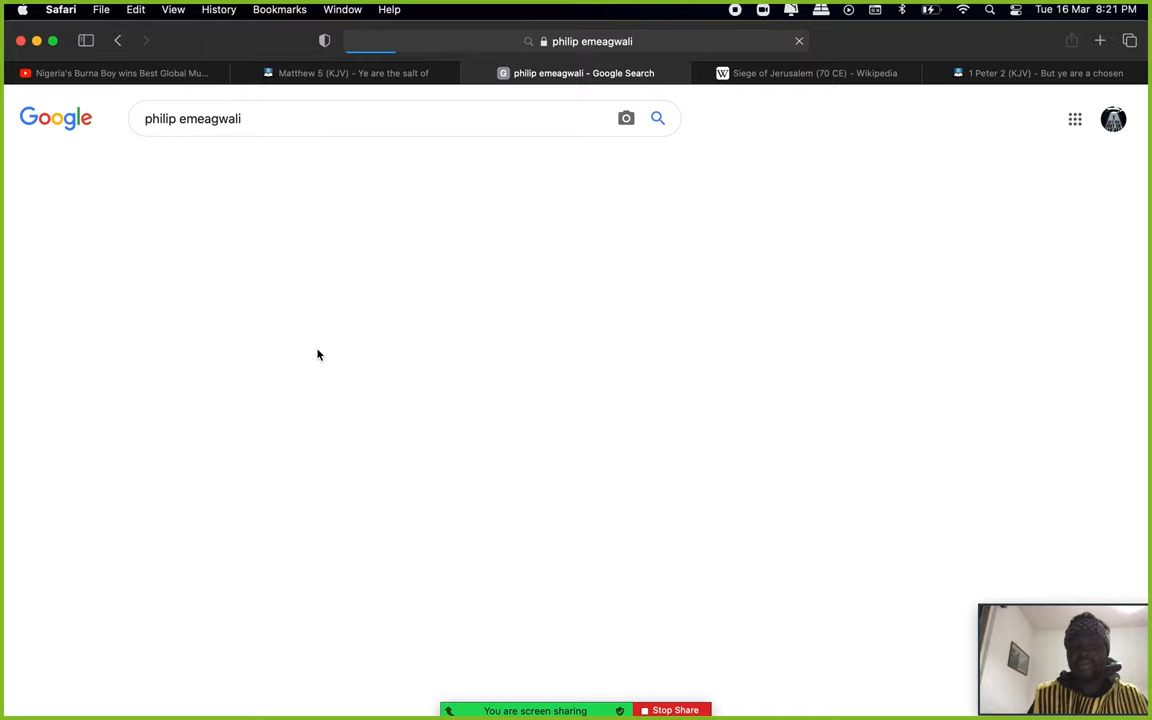 Safari File Edit View History Bookmarks Window Help Tue 16 Mar 8:21 PM
philip emeagwali
Nigeria's Burna Boy wins Best Global Mu... Matthew 5 (KJV) - Ye are the salt of philip emeagwali - Google Search Siege of Jerusalem (70 CE) - Wikipedia 1 Peter 2 (KJV) - But ye are a chosen
Google philip emeagwali
You are screen sharing Stop Share